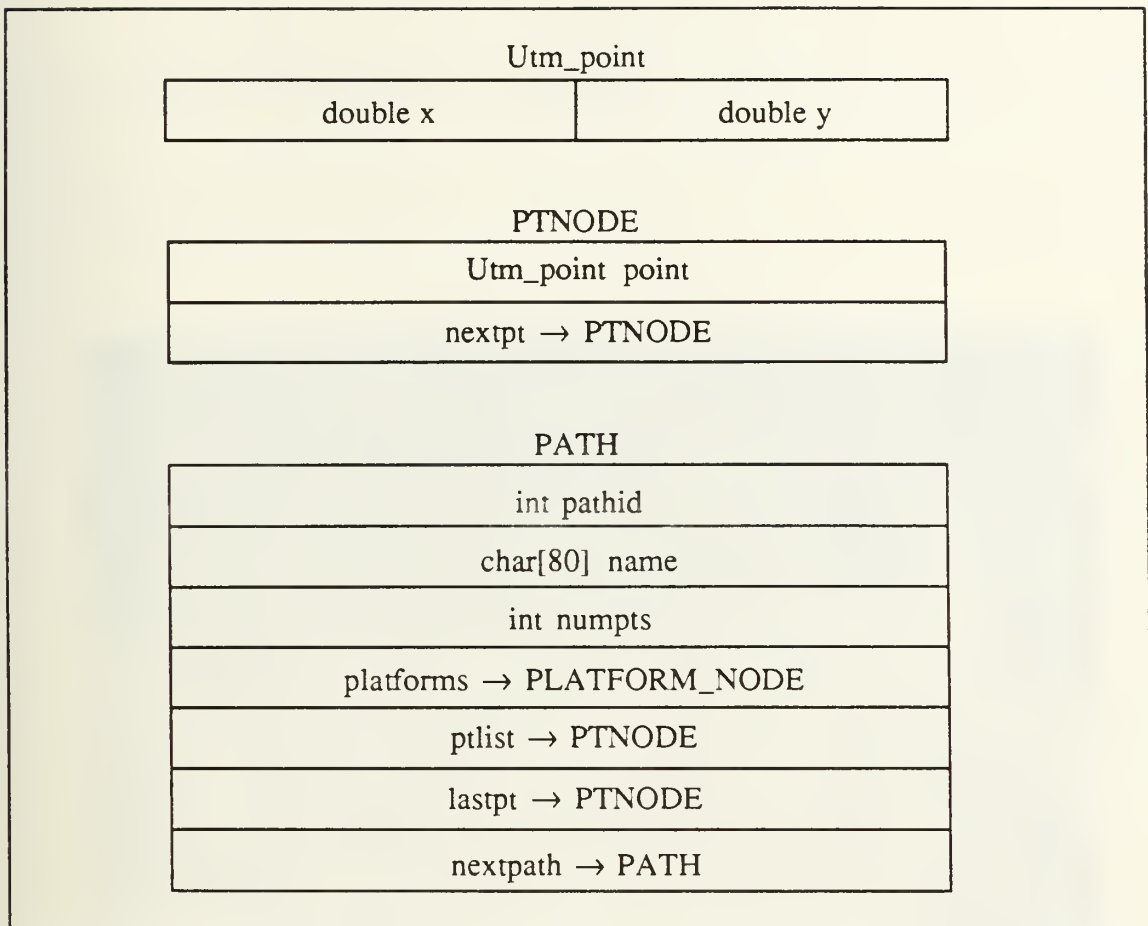 Utm_point
double x double y
PTNODE
Utm_point point
nextpt → PTNODE
PATH
int pathid
char[80] name
int numpts
platforms → PLATFORM_NODE
ptlist → PTNODE
lastpt → PTNODE
nextpath → PATH